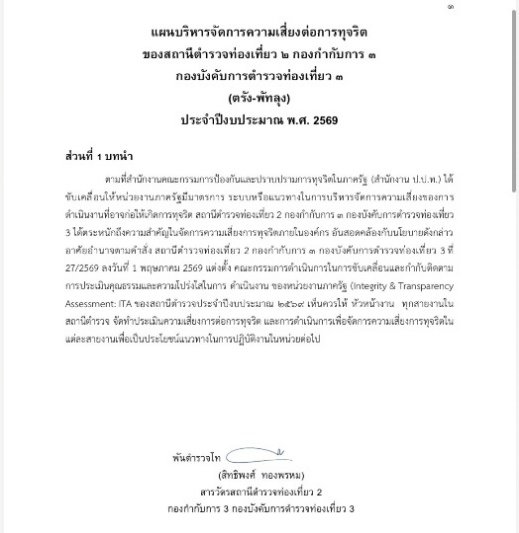 ๑
แผนบริหารจัดการความเสี่ยงต่อการทุจริต
ของสถานีตำรวจท่องเที่ยว ๒ กองกำกับการ ๓
กองบังคับการตำรวจท่องเที่ยว ๓
(ตรัง-พัทลุง)
ประจำปีงบประมาณ พ.ศ. 2569
ส่วนที่ 1 บทนำ
ตามที่สำนักงานคณะกรรมการป้องกันและปราบปรามการทุจริตในภาครัฐ (สำนักงาน ป.ป.ท.) ได้
ขับเคลื่อนให้หน่วยงานภาครัฐมีมาตรการ ระบบหรือแนวทางในการบริหารจัดการความเสี่ยงของการ
ดำเนินงานที่อาจก่อให้เกิดการทุจริต สถานีตำรวจท่องเที่ยว 2 กองกำกับการ ๓ กองบังคับการตำรวจท่องเที่ยว
3 ได้ตระหนักถึงความสำคัญในจัดการความเสี่ยงการทุจริตภายในองค์กร อันสอดคล้องกับนโยบายดังกล่าว
อาศัยอำนาจตามคำสั่ง สถานีตำรวจท่องเที่ยว 2 กองกำกับการ ๓ กองบังคับการตำรวจท่องเที่ยว 3 ที่
27/2569 ลงวันที่ 1 พฤษภาคม 2569 แต่งตั้ง คณะกรรมการดำเนินการในการขับเคลื่อนและกำกับติดตาม
การประเมินคุณธรรมและความโปร่งใสในการ ดำเนินงาน ของหน่วยงานภาครัฐ (Integrity & Transparency
Assessment: ITA ของสถานีตำรวจประจำปีงบประมาณ ๒๕๖๙ เห็นควรให้ หัวหน้างาน ทุกสายงานใน
สถานีตำรวจ จัดทำประเมินความเสี่ยงการต่อการทุจริต และการดำเนินการเพื่อจัดการความเสี่ยงการทุจริตใน
แต่ละสายงานเพื่อเป็นประโยชน์แนวทางในการปฏิบัติงานในหน่วยต่อไป
พันตำรวจโท
(สิทธิพงศ์ ทองพรหม)
สารวัตรสถานีตำรวจท่องเที่ยว 2
กองกำกับการ 3 กองบังคับการตำรวจท่องเที่ยว 3